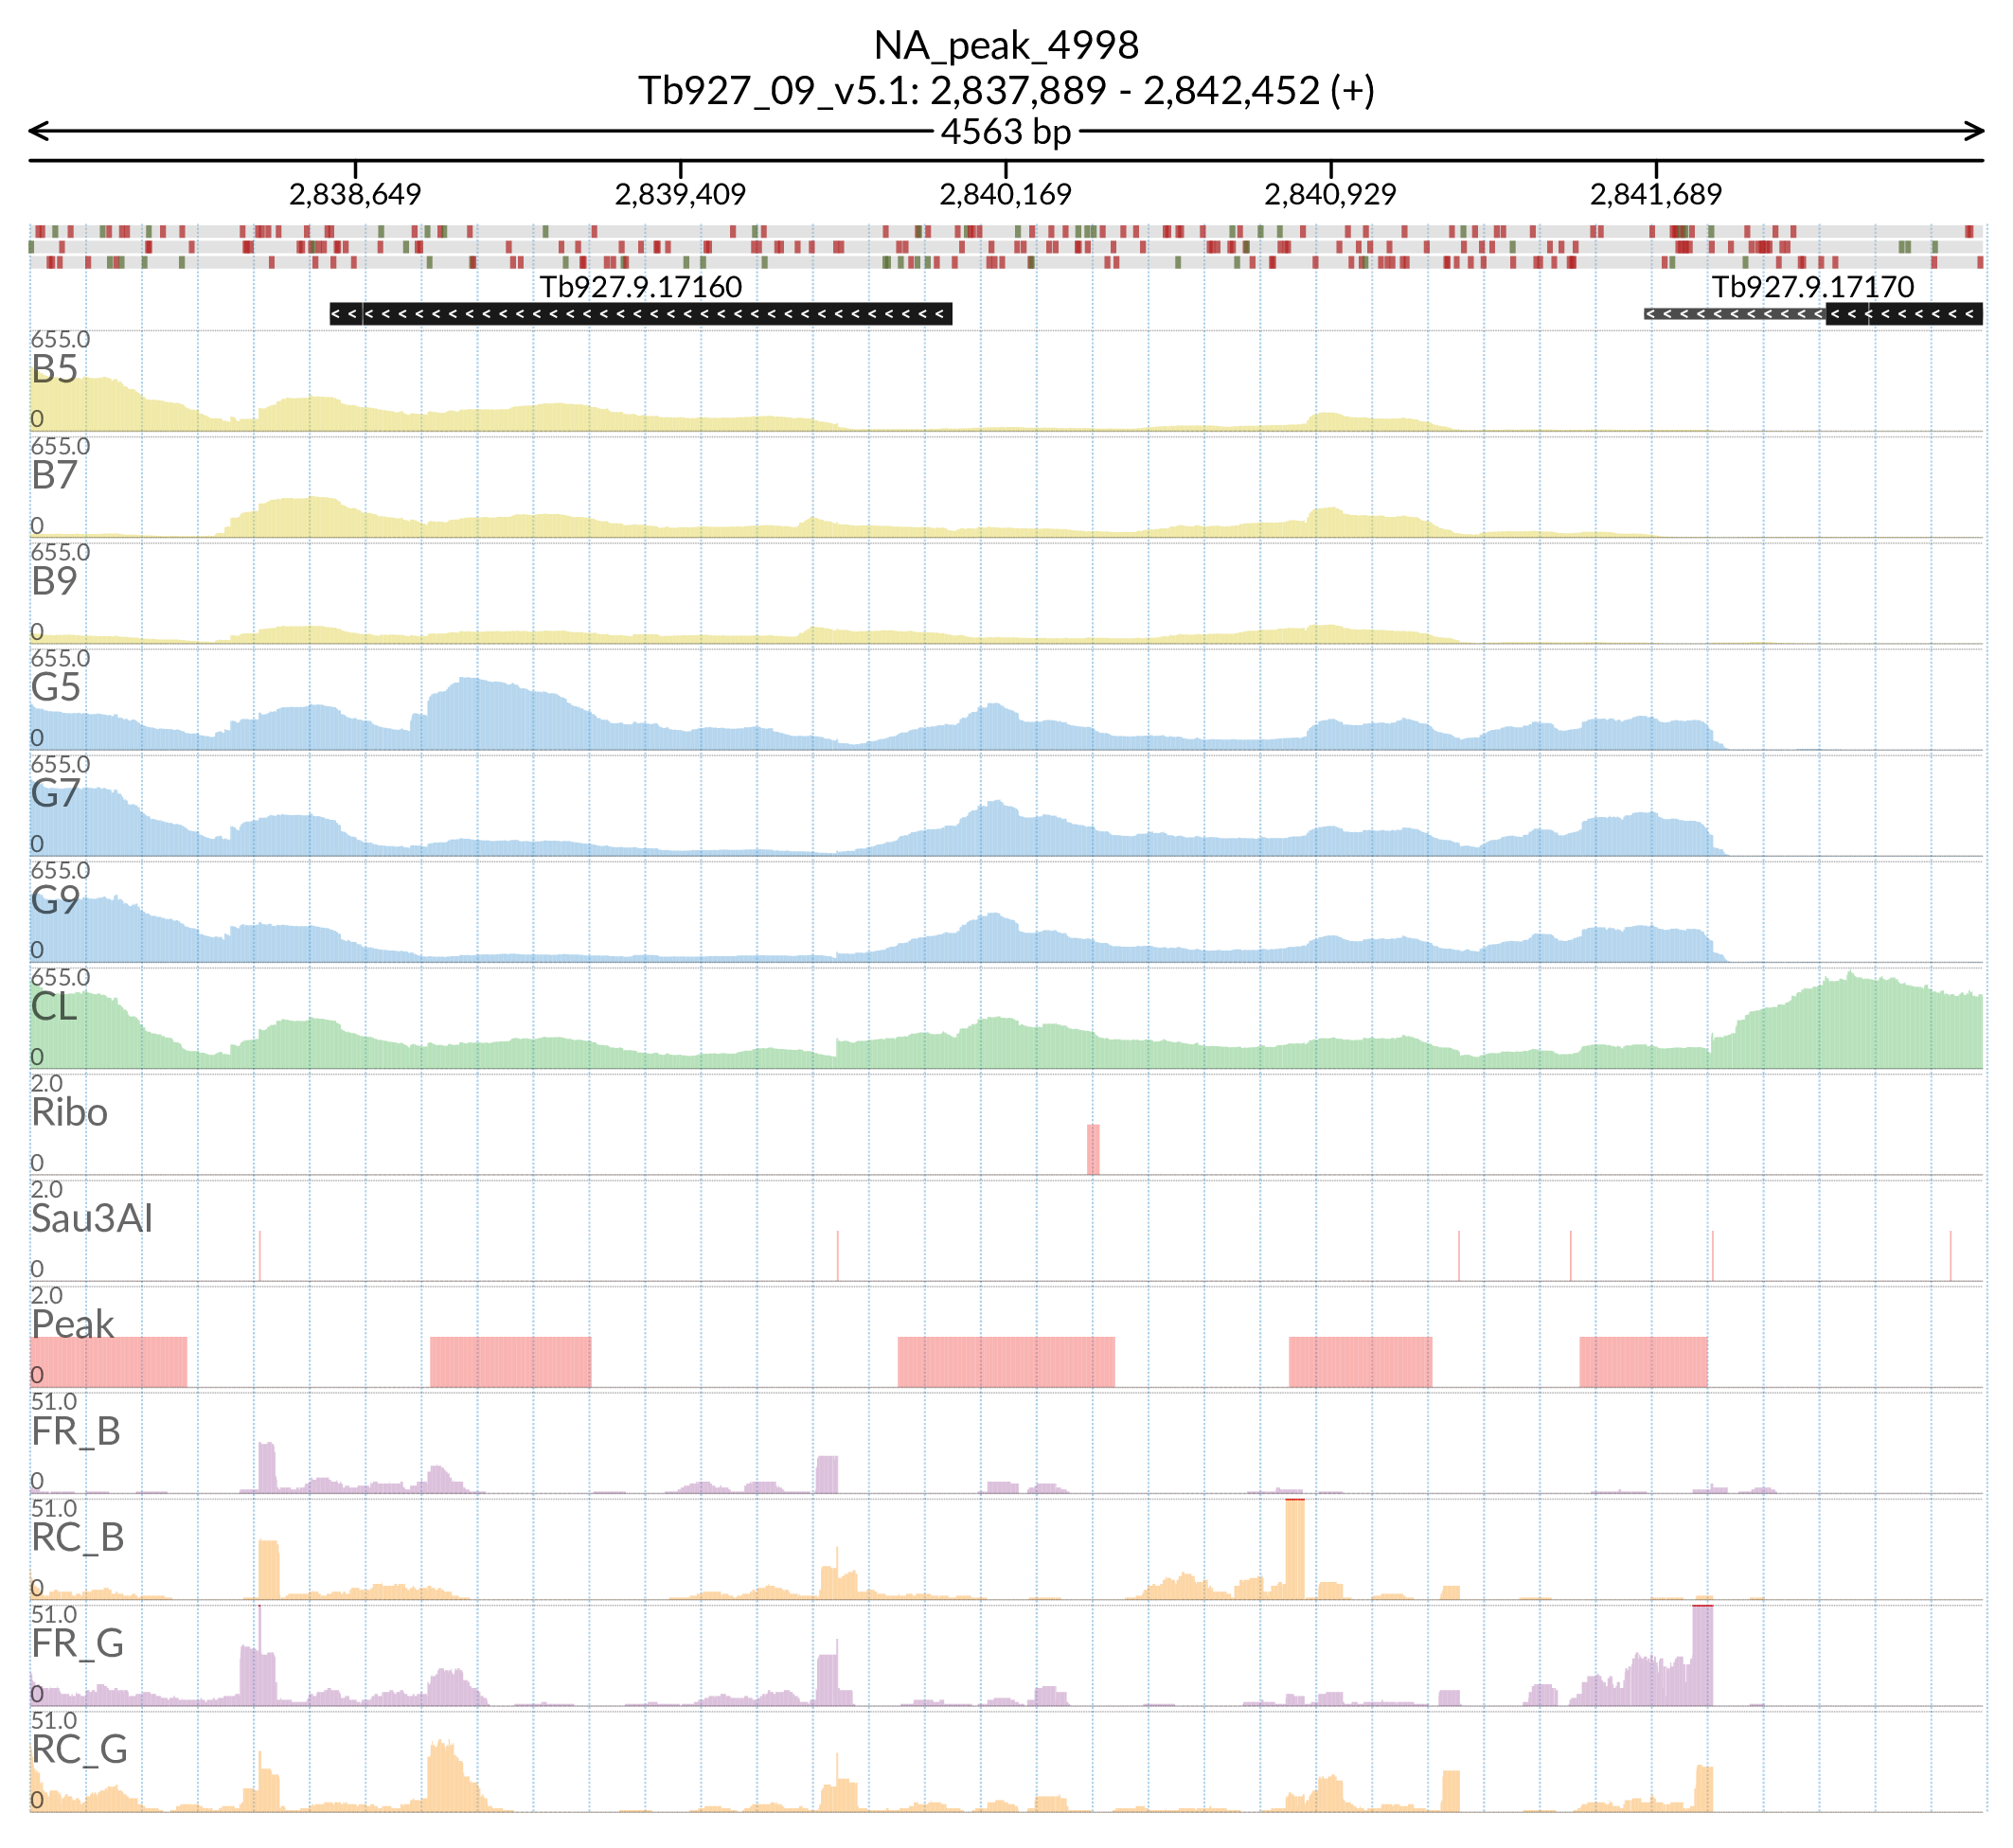 NA_peak_4998
Tb927_09_v5.1: 2,837,889 - 2,842,452 (+)
4563 bp
2,838,649 2,839,409 2,840,169 2,840,929 2,841,689
Tb927.9.17160 Tb927.9.17170
655.0
B5
0
655.0
B7
0
655.0
B9
0
655.0
G5
0
655.0
G7
0
655.0
G9
0
655.0
CL
0
2.0
Ribo
0
2.0
Sau3AI
0
2.0
Peak
0
51.0
FR_B
0
51.0
RC_B
0
51.0
FR_G
0
51.0
RC_G
0